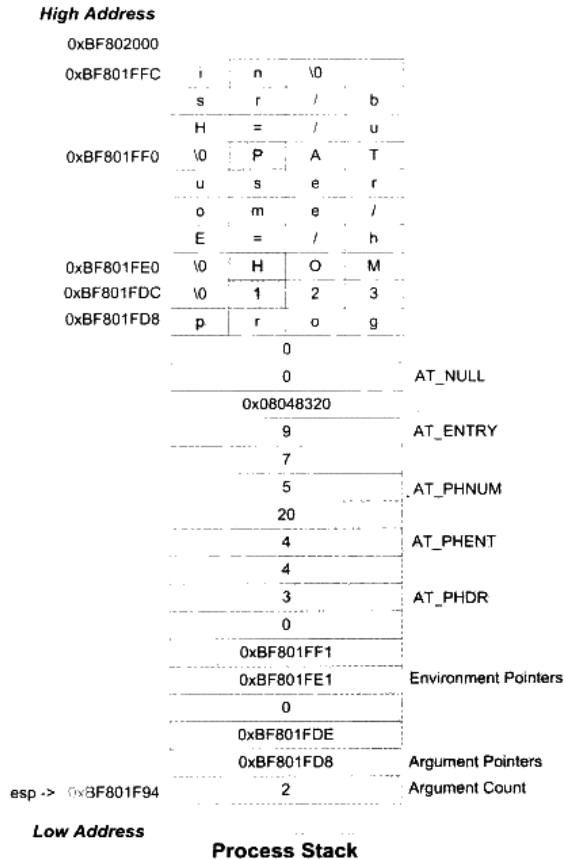 High Address
0xBF802000
0xBF801FFC i n \0
s r / b
H = / u
0xBF801FF0 \0 P A T
u s e r
o m e /
E = / h
0xBF801FE0 \0 H O M
0xBF801FDC \0 1 2 3
0xBF801FD8 p r o g
0
0 AT_NULL
0x08048320
9 AT_ENTRY
7
5 AT_PHNUM
20
4 AT_PHENT
4
3 AT_PHDR
0
0xBF801FF1
0xBF801FE1 Environment Pointers
0
0xBF801FDE
0xBF801FD8 Argument Pointers
esp -> 0xBF801F94 2 Argument Count
Low Address
Process Stack